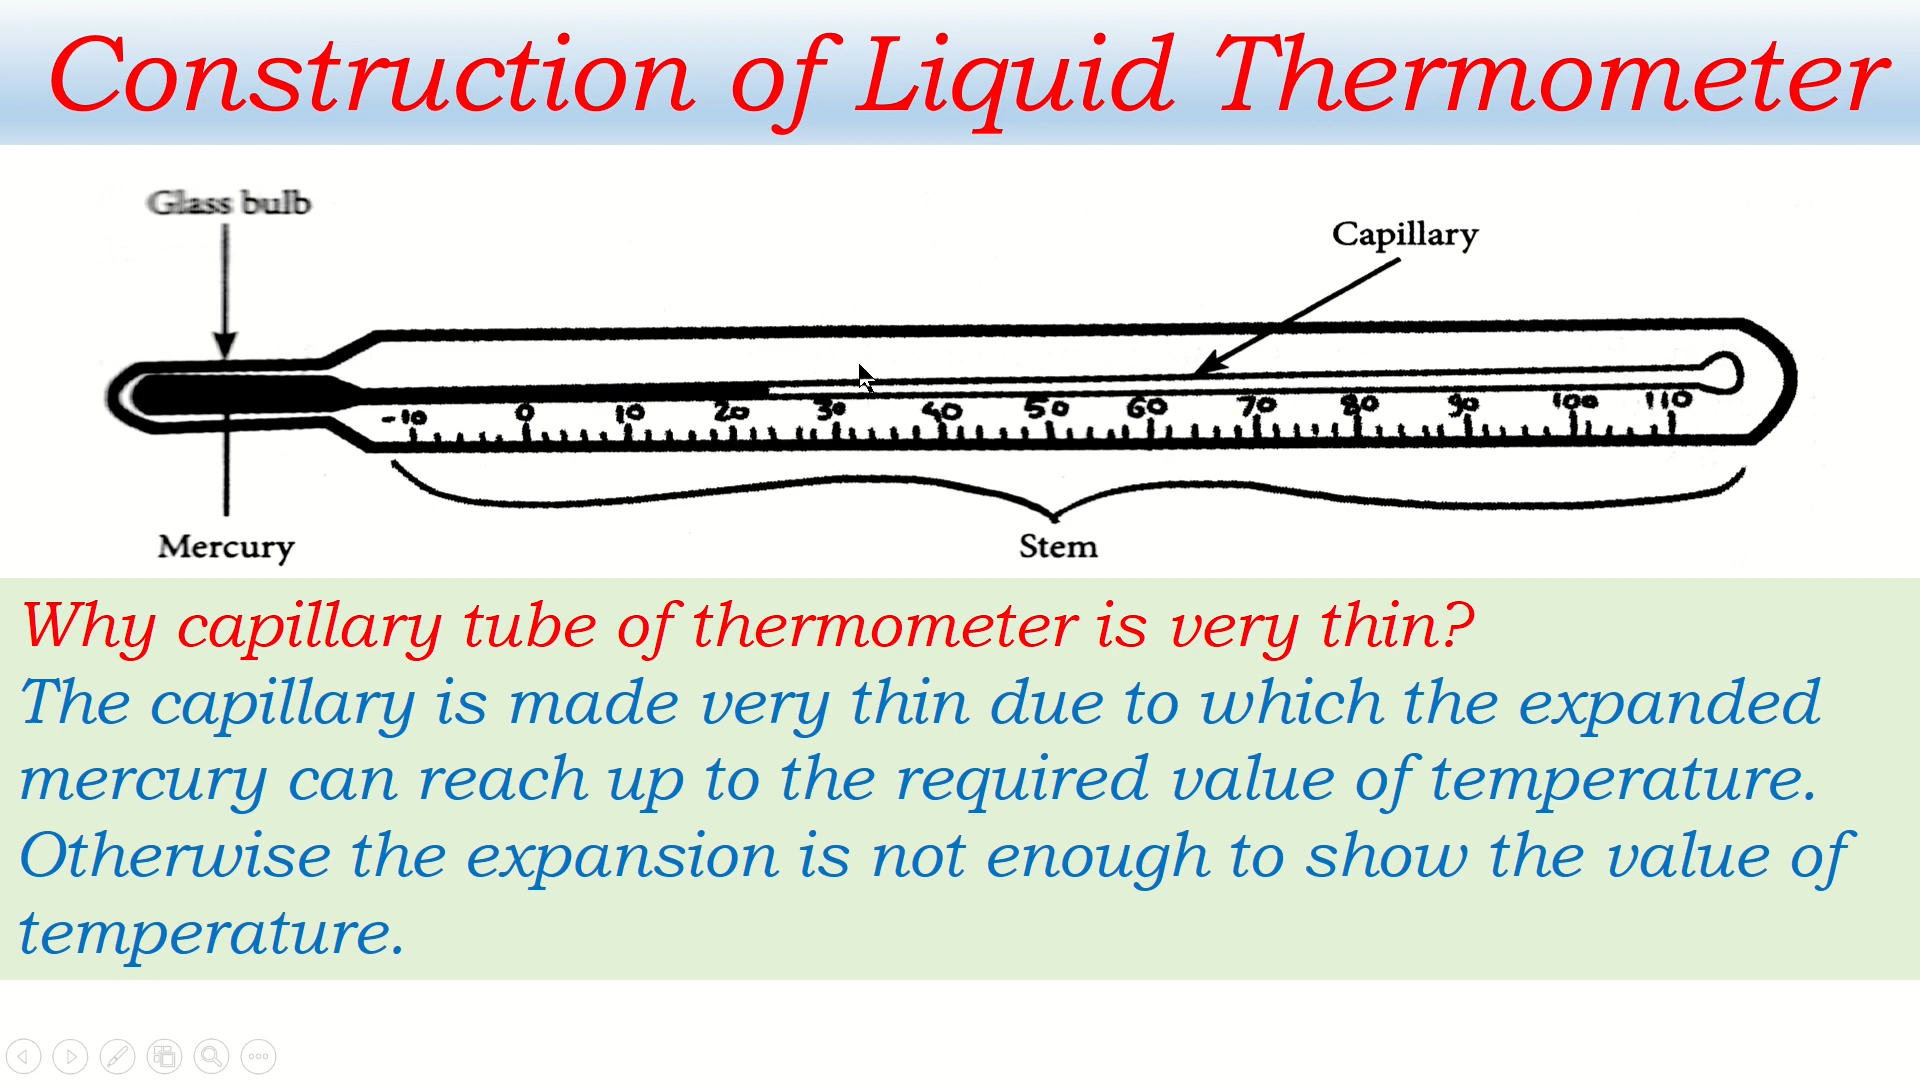 Construction of Liquid Thermometer
Glass bulb
Capillary
-10 0 10 20 30 40 50 60 70 80 90 100 110
Mercury
Stem
Why capillary tube of thermometer is very thin?
The capillary is made very thin due to which the expanded
mercury can reach up to the required value of temperature.
Otherwise the expansion is not enough to show the value of
temperature.